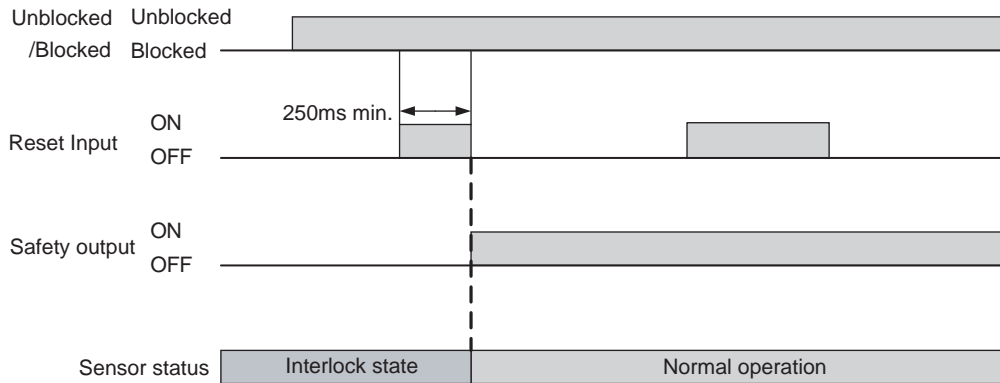 Unblocked Unblocked
/Blocked Blocked
250ms min.
ON
Reset Input
OFF
ON
Safety output
OFF
Sensor status Interlock state Normal operation